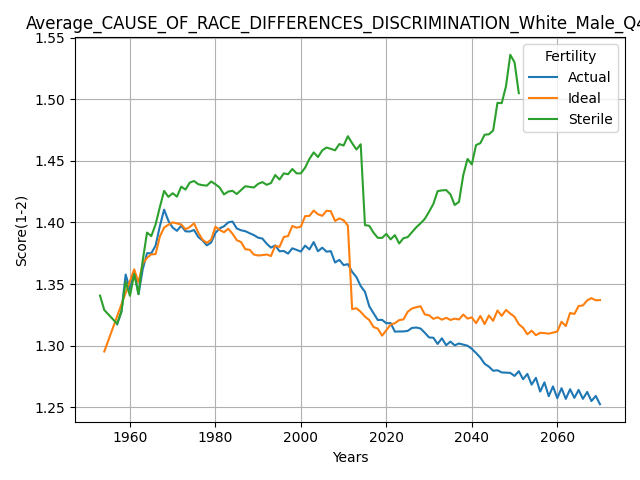 Average_CAUSE_OF_RACE_DIFFERENCES_DISCRIMINATION_White_Male_Q4
Score(1-2)
1.55
1.50
1.45
1.40
1.35
1.30
1.25
Fertility
Actual
Ideal
Sterile
1960 1980 2000 2020 2040 2060
Years